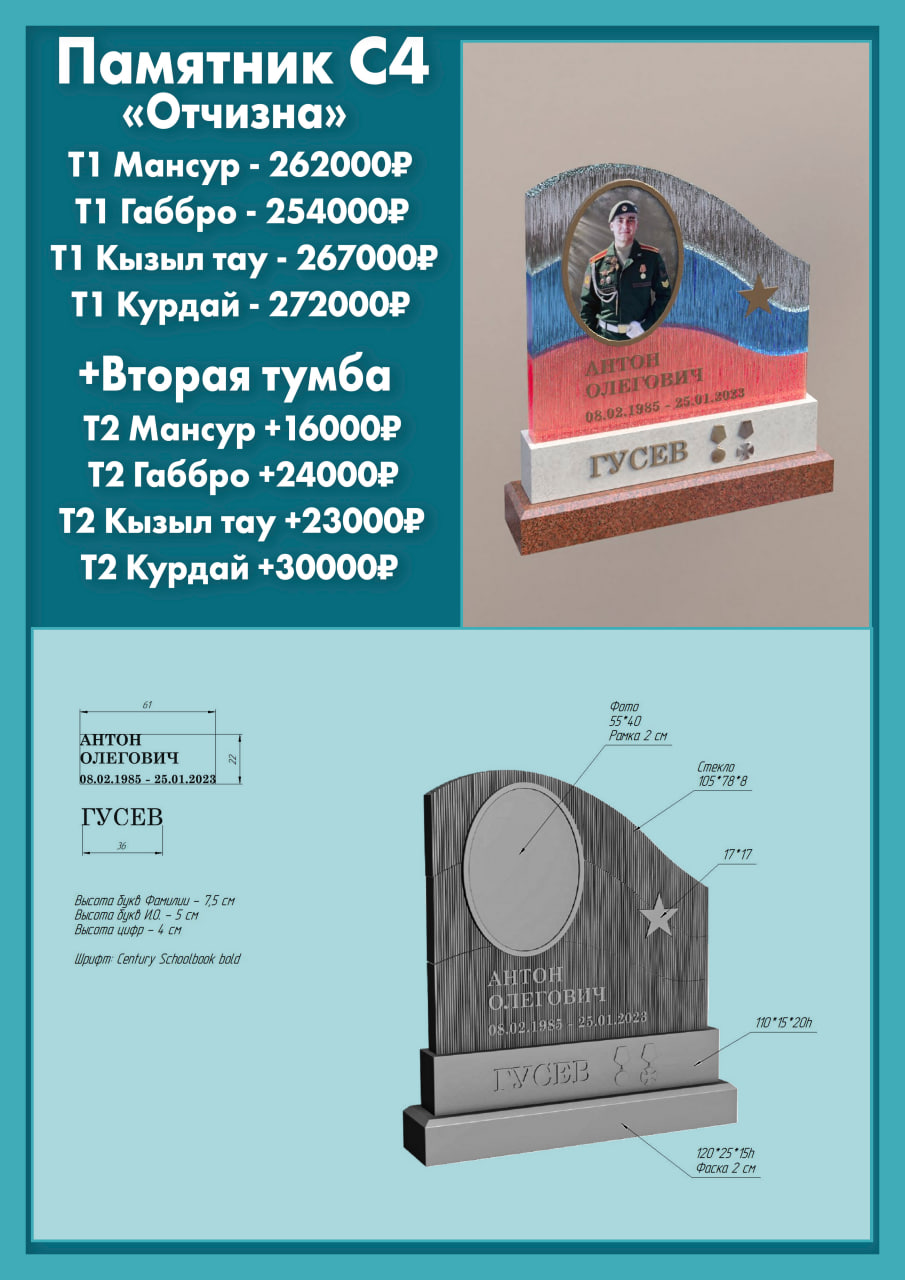 Памятник С4
«Отчизна»
Т1 Мансур - 262000₽
Т1 Габбро - 254000₽
Т1 Кызыл тау - 267000₽
Т1 Курдай - 272000₽
+Вторая тумба
Т2 Мансур +16000₽
Т2 Габбро +24000₽
Т2 Кызыл тау +23000₽
Т2 Курдай +30000₽
АНТОН
ОЛЕГОВИЧ
08.02.1985 - 25.01.2023
ГУСЕВ
61
АНТОН
ОЛЕГОВИЧ
08.02.1985 - 25.01.2023
22
ГУСЕВ
36
Высота букв Фамилии – 7,5 см
Высота букв И.О. – 5 см
Высота цифр – 4 см
Шрифт: Century Schoolbook bold
Фото
55*40
Рамка 2 см
Стекло
105*78*8
17*17
АНТОН
ОЛЕГОВИЧ
08.02.1985 - 25.01.2023
ГУСЕВ
110*15*20h
120*25*15h
Фаска 2 см